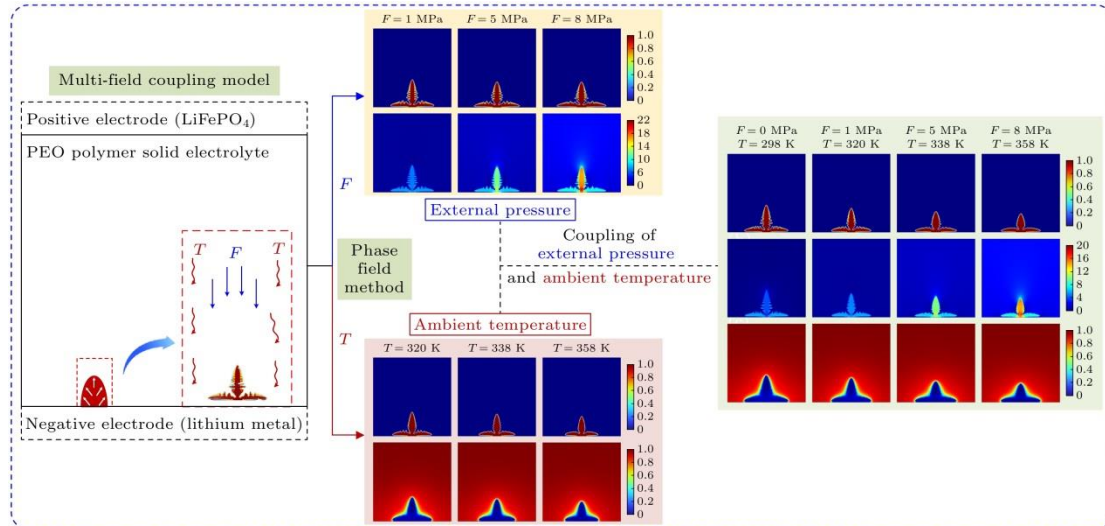 Multi-field coupling model
Positive electrode (LiFePO₄)
PEO polymer solid electrolyte
T
F
T
Negative electrode (lithium metal)
F
T
Phase
field
method
F = 1 MPa F = 5 MPa F = 8 MPa
1.0
0.8
0.6
0.4
0.2
0
22
18
14
10
6
0
External pressure
Coupling of
external pressure
and ambient temperature
Ambient temperature
T = 320 K T = 338 K T = 358 K
1.0
0.8
0.6
0.4
0.2
0
1.0
0.8
0.6
0.4
0.2
0
F = 0 MPa F = 1 MPa F = 5 MPa F = 8 MPa
T = 298 K T = 320 K T = 338 K T = 358 K
1.0
0.8
0.6
0.4
0.2
0
20
16
12
8
4
0
1.0
0.8
0.6
0.4
0.2
0